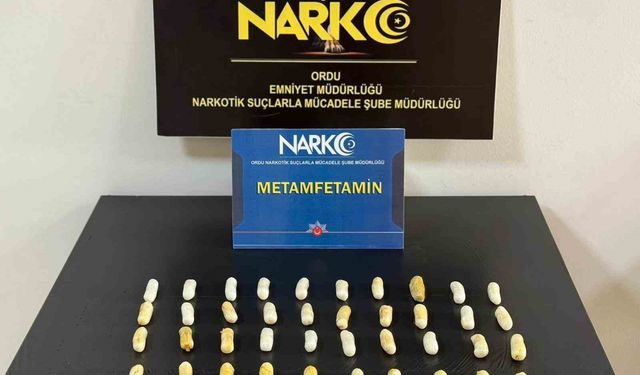 NARKO
ORDU
EMNİYET MÜDÜRLÜĞÜ
NARKOTİK SUÇLARLA MÜCADELE ŞUBE MÜDÜRLÜĞÜ
NARKO
ORDU NARKOTİK SUÇLARLA MÜCADELE ŞUBE MÜDÜRLÜĞÜ
METAMFETAMİN